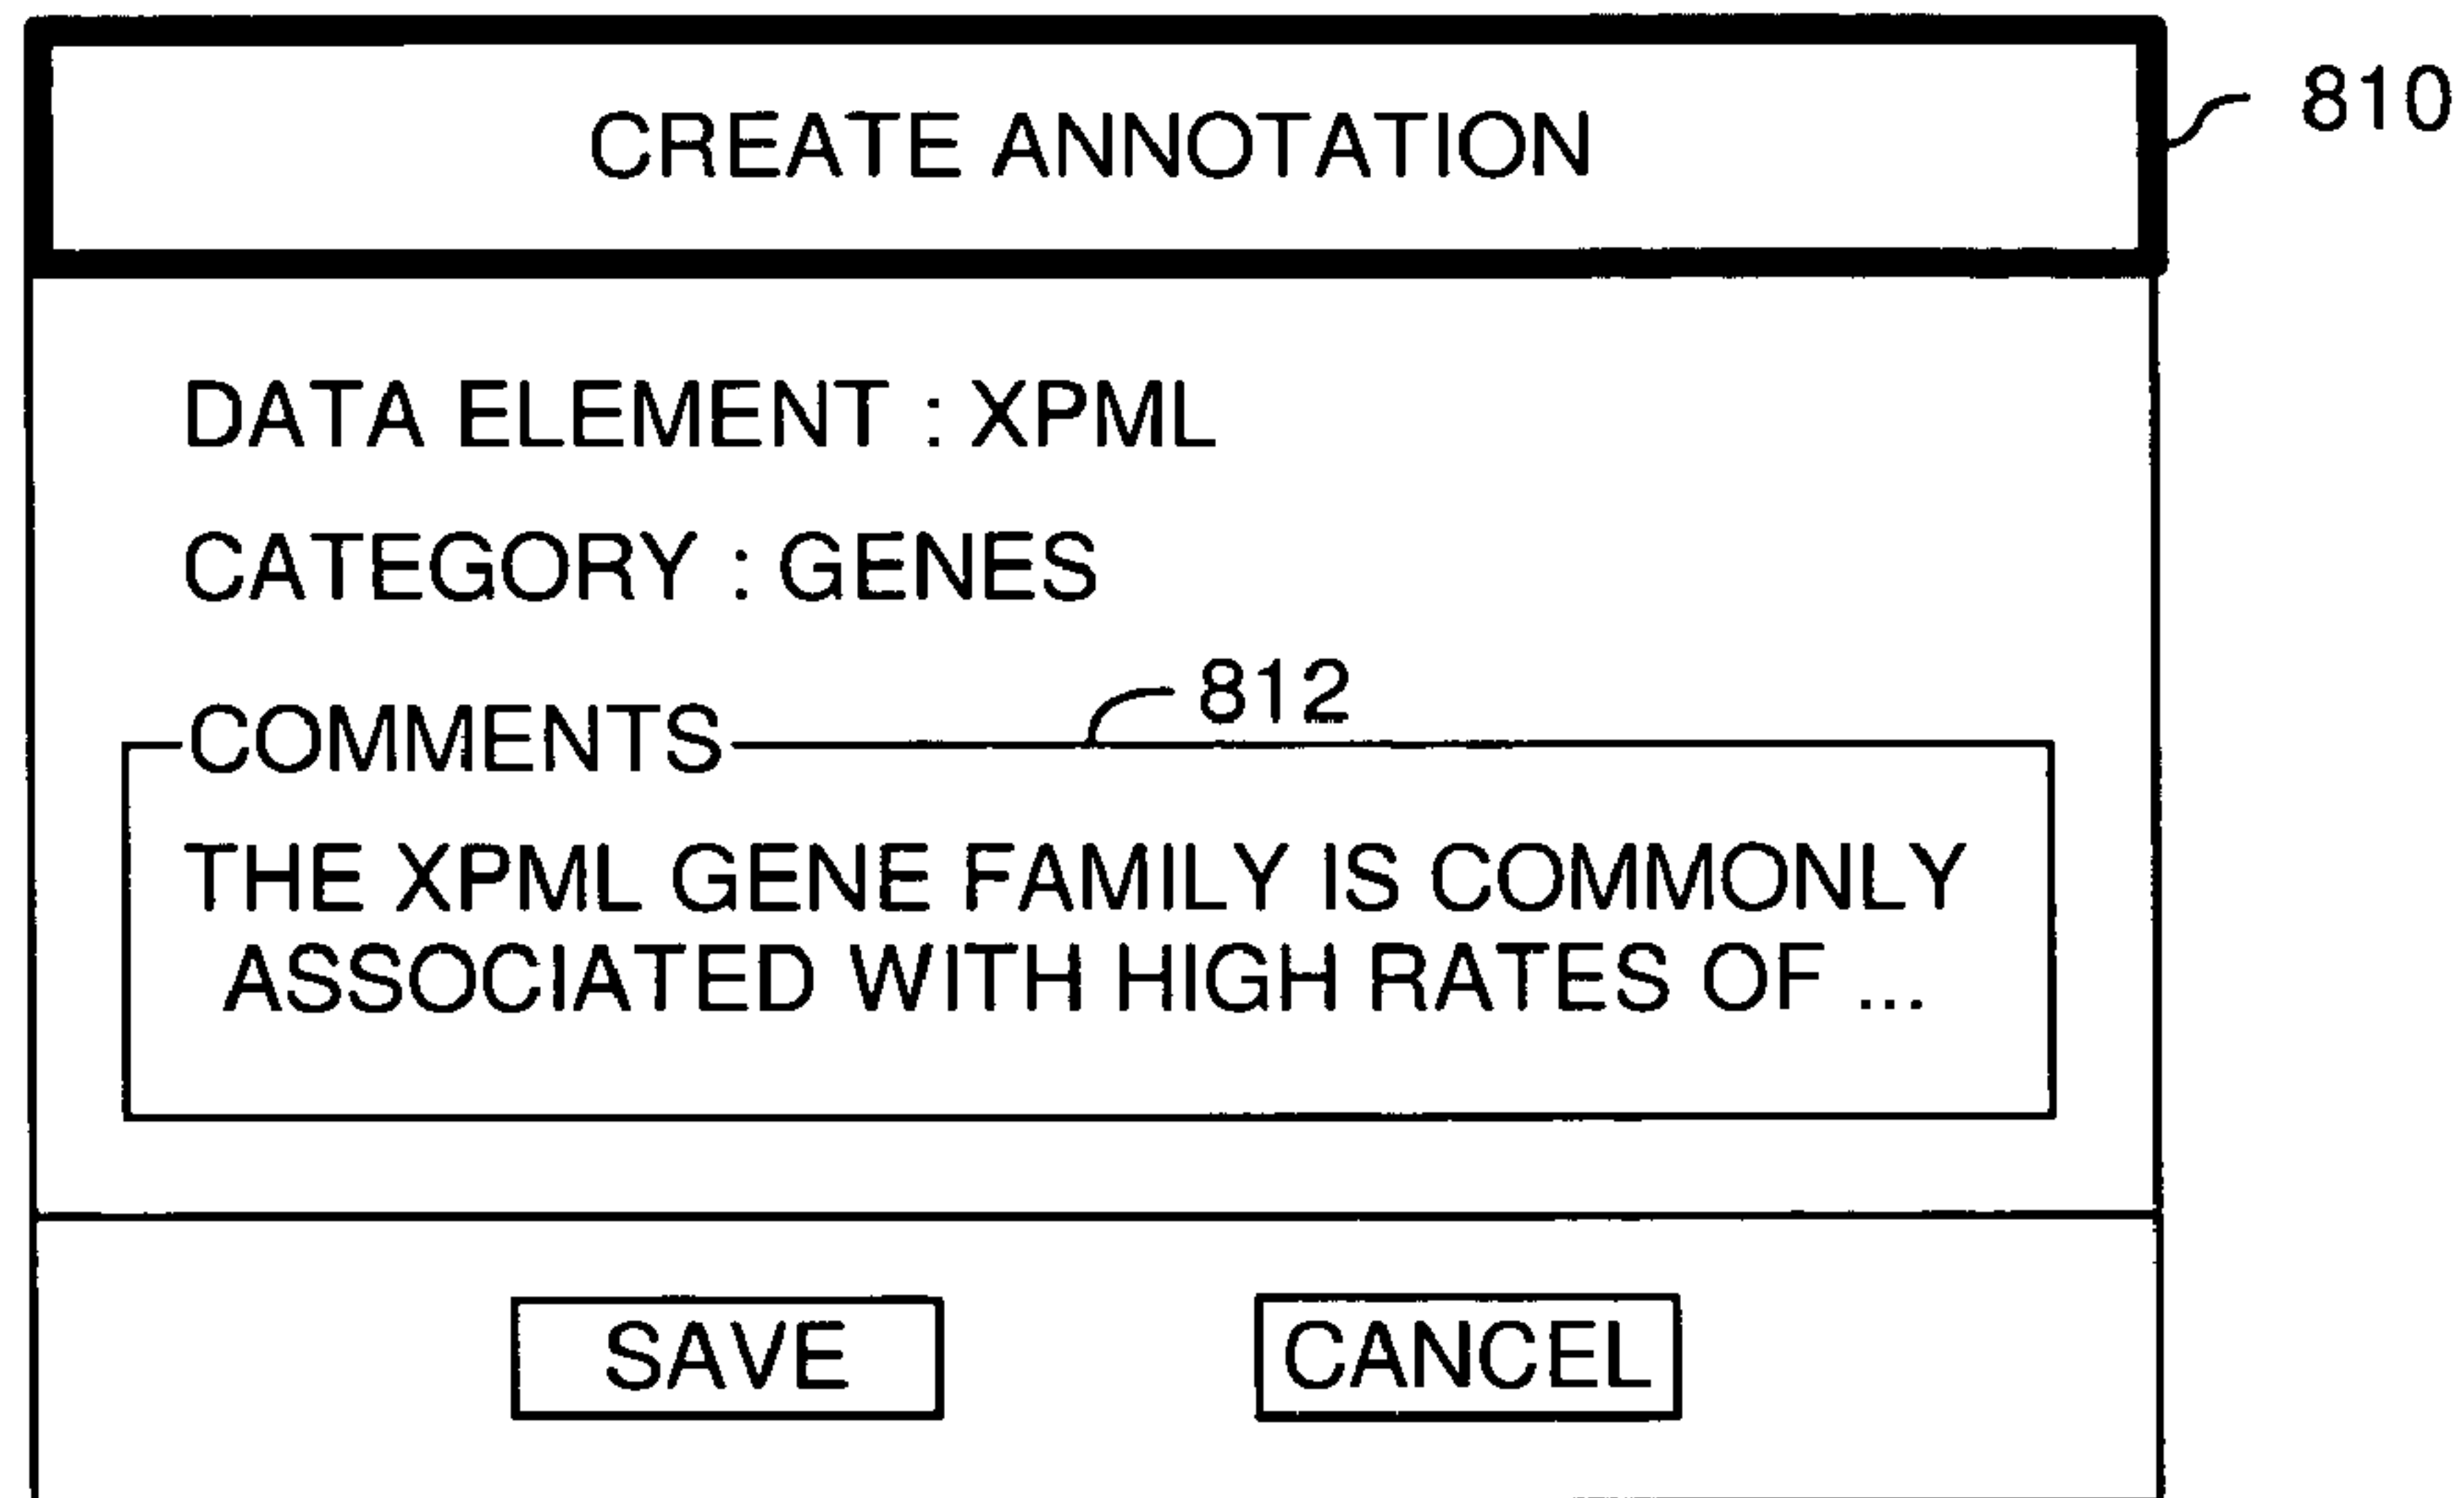 CREATE ANNOTATION
810
DATA ELEMENT : XPML
CATEGORY : GENES
812
COMMENTS
THE XPML GENE FAMILY IS COMMONLY
ASSOCIATED WITH HIGH RATES OF ...
SAVE
CANCEL